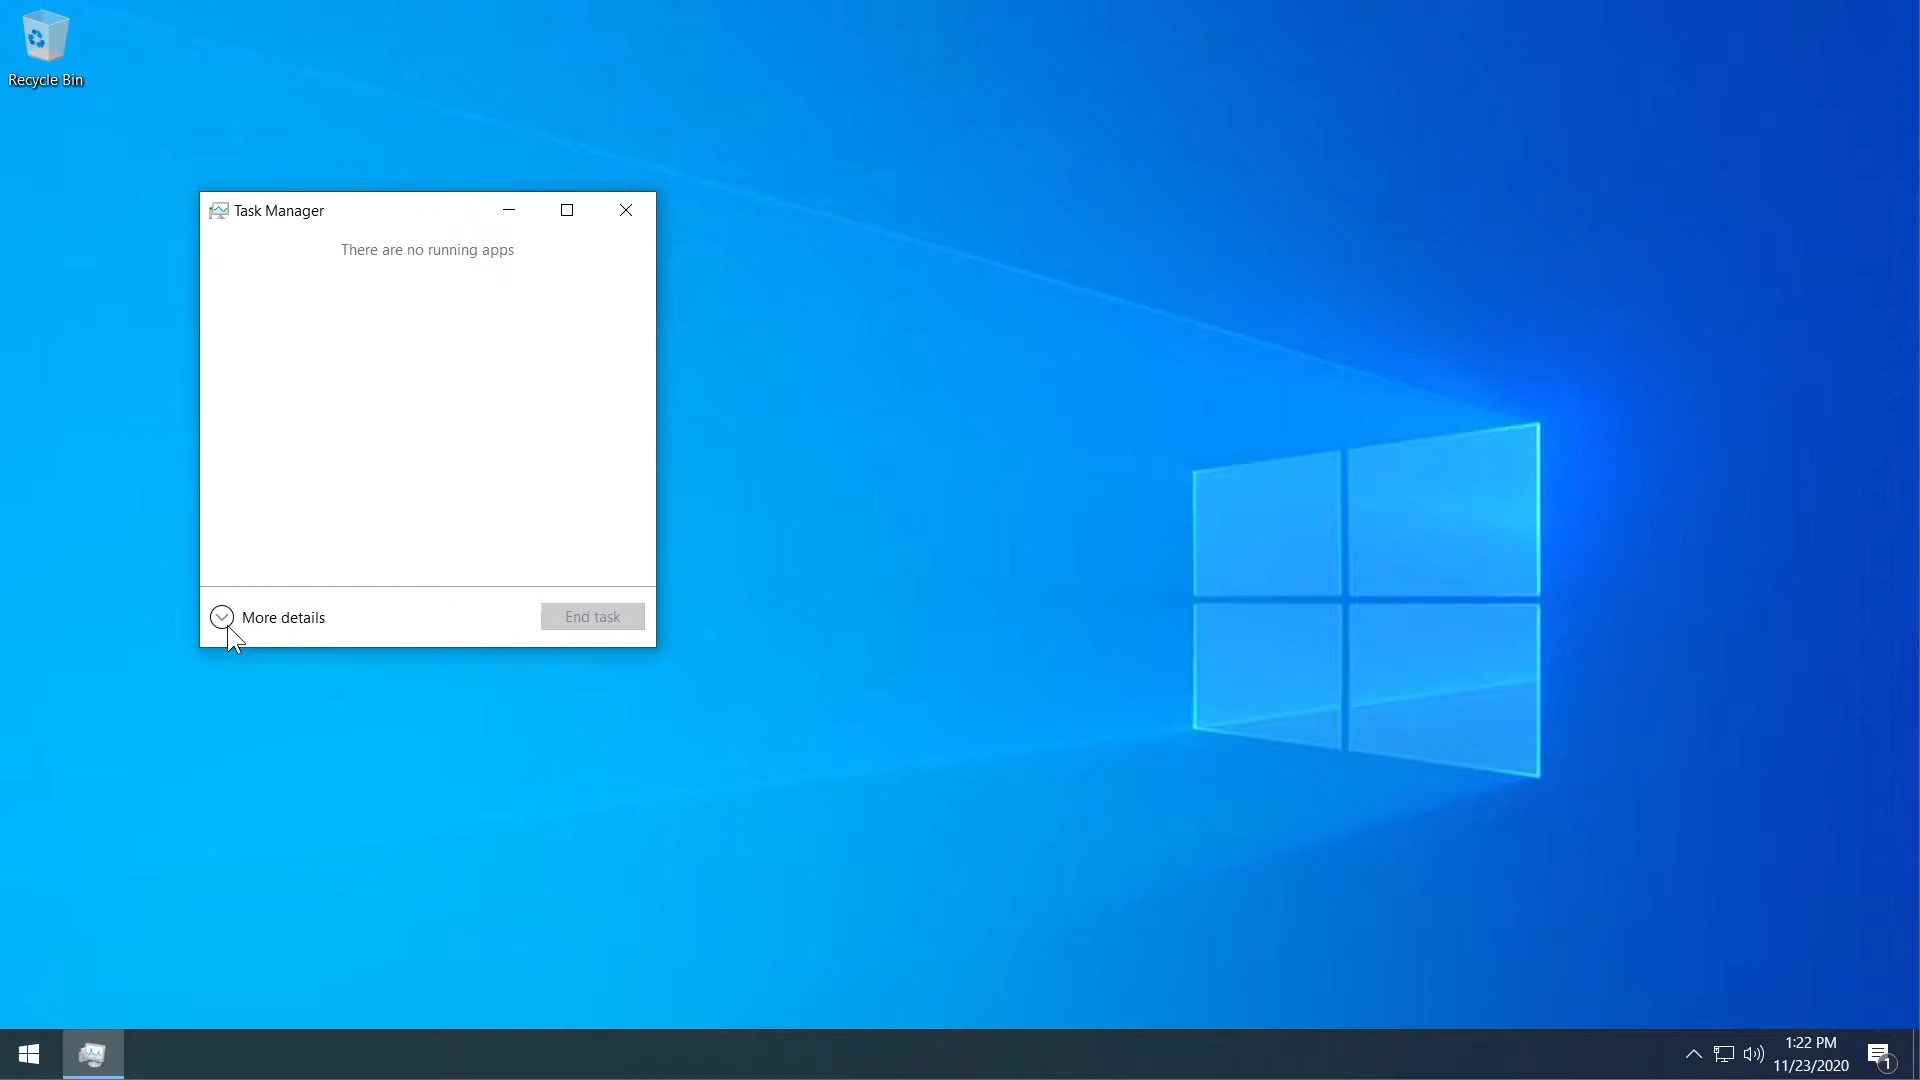 Recycle Bin
Task Manager
There are no running apps
More details
End task
1:22 PM
11/23/2020
1